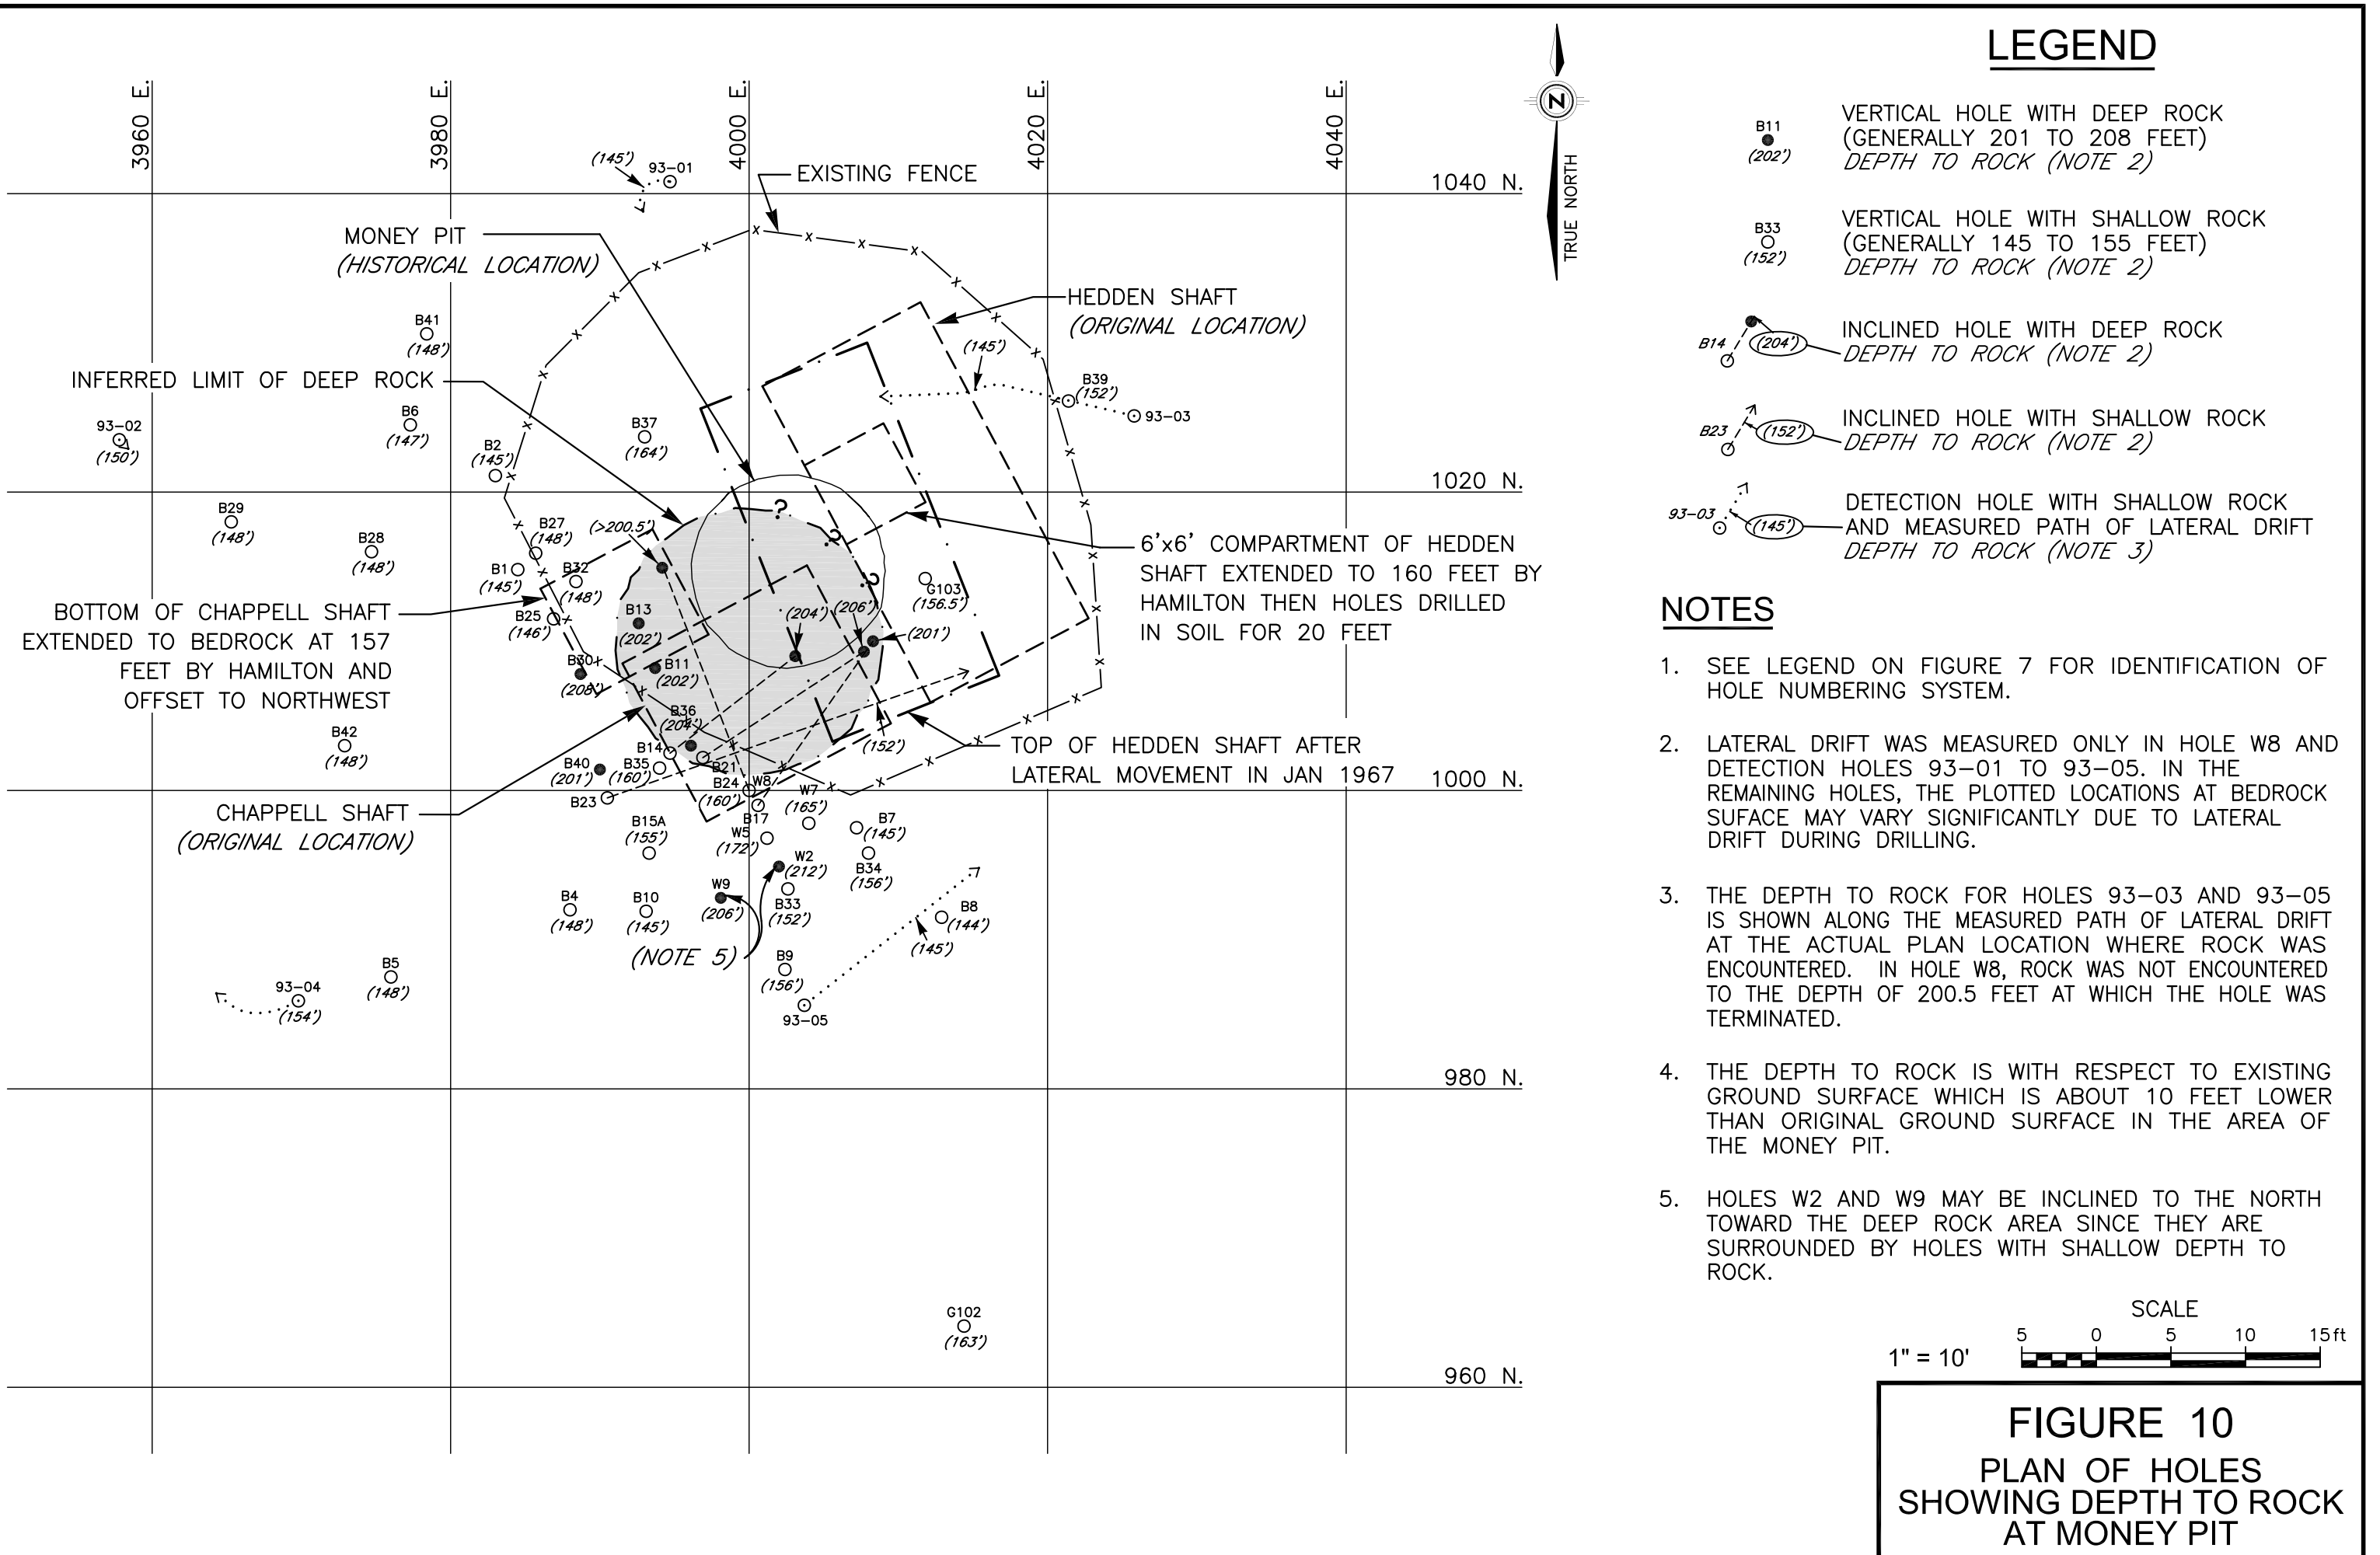 3960 E.
3980 E.
4000 E.
4020 E.
4040 E.
1040 N.
1020 N.
1000 N.
980 N.
960 N.
N
TRUE NORTH
(145')
93-01
EXISTING FENCE
MONEY PIT
(HISTORICAL LOCATION)
HEDDEN SHAFT
(ORIGINAL LOCATION)
B41
(148')
(145')
INFERRED LIMIT OF DEEP ROCK
B39
(152')
93-03
93-02
(150')
B6
(147')
B2
(145')
B37
(164')
B29
(148')
B28
(148')
B27
(148')
(>200.5')
?
?
?
6'x6' COMPARTMENT OF HEDDEN
SHAFT EXTENDED TO 160 FEET BY
HAMILTON THEN HOLES DRILLED
IN SOIL FOR 20 FEET
B1
(145')
B32
(148')
G103
(156.5')
BOTTOM OF CHAPPELL SHAFT
EXTENDED TO BEDROCK AT 157
FEET BY HAMILTON AND
OFFSET TO NORTHWEST
B25
(146')
B13
(202')
(204')
(206')
(201')
B30
(208')
B11
(202')
B36
(204')
B42
(148')
B14
B40
(201')
B35
(160')
B21
(152')
TOP OF HEDDEN SHAFT AFTER
LATERAL MOVEMENT IN JAN 1967
B23
B24
(160')
W8
W7
(165')
CHAPPELL SHAFT
(ORIGINAL LOCATION)
B15A
(155')
B17
W5
(172')
B7
(145')
W2
(212')
B34
(156')
B4
(148')
B10
(145')
W9
(206')
B33
(152')
B8
(144')
(145')
(NOTE 5)
B9
(156')
B5
(148')
93-04
(154')
93-05
G102
(163')
LEGEND
B11
(202')
VERTICAL HOLE WITH DEEP ROCK
(GENERALLY 201 TO 208 FEET)
DEPTH TO ROCK (NOTE 2)
B33
(152')
VERTICAL HOLE WITH SHALLOW ROCK
(GENERALLY 145 TO 155 FEET)
DEPTH TO ROCK (NOTE 2)
B14
(204')
INCLINED HOLE WITH DEEP ROCK
DEPTH TO ROCK (NOTE 2)
B23
(152')
INCLINED HOLE WITH SHALLOW ROCK
DEPTH TO ROCK (NOTE 2)
93-03
(145')
DETECTION HOLE WITH SHALLOW ROCK
AND MEASURED PATH OF LATERAL DRIFT
DEPTH TO ROCK (NOTE 3)
NOTES
1. SEE LEGEND ON FIGURE 7 FOR IDENTIFICATION OF
HOLE NUMBERING SYSTEM.
2. LATERAL DRIFT WAS MEASURED ONLY IN HOLE W8 AND
DETECTION HOLES 93-01 TO 93-05. IN THE
REMAINING HOLES, THE PLOTTED LOCATIONS AT BEDROCK
SUFACE MAY VARY SIGNIFICANTLY DUE TO LATERAL
DRIFT DURING DRILLING.
3. THE DEPTH TO ROCK FOR HOLES 93-03 AND 93-05
IS SHOWN ALONG THE MEASURED PATH OF LATERAL DRIFT
AT THE ACTUAL PLAN LOCATION WHERE ROCK WAS
ENCOUNTERED. IN HOLE W8, ROCK WAS NOT ENCOUNTERED
TO THE DEPTH OF 200.5 FEET AT WHICH THE HOLE WAS
TERMINATED.
4. THE DEPTH TO ROCK IS WITH RESPECT TO EXISTING
GROUND SURFACE WHICH IS ABOUT 10 FEET LOWER
THAN ORIGINAL GROUND SURFACE IN THE AREA OF
THE MONEY PIT.
5. HOLES W2 AND W9 MAY BE INCLINED TO THE NORTH
TOWARD THE DEEP ROCK AREA SINCE THEY ARE
SURROUNDED BY HOLES WITH SHALLOW DEPTH TO
ROCK.
SCALE
5 0 5 10 15ft
1" = 10'
FIGURE 10
PLAN OF HOLES
SHOWING DEPTH TO ROCK
AT MONEY PIT